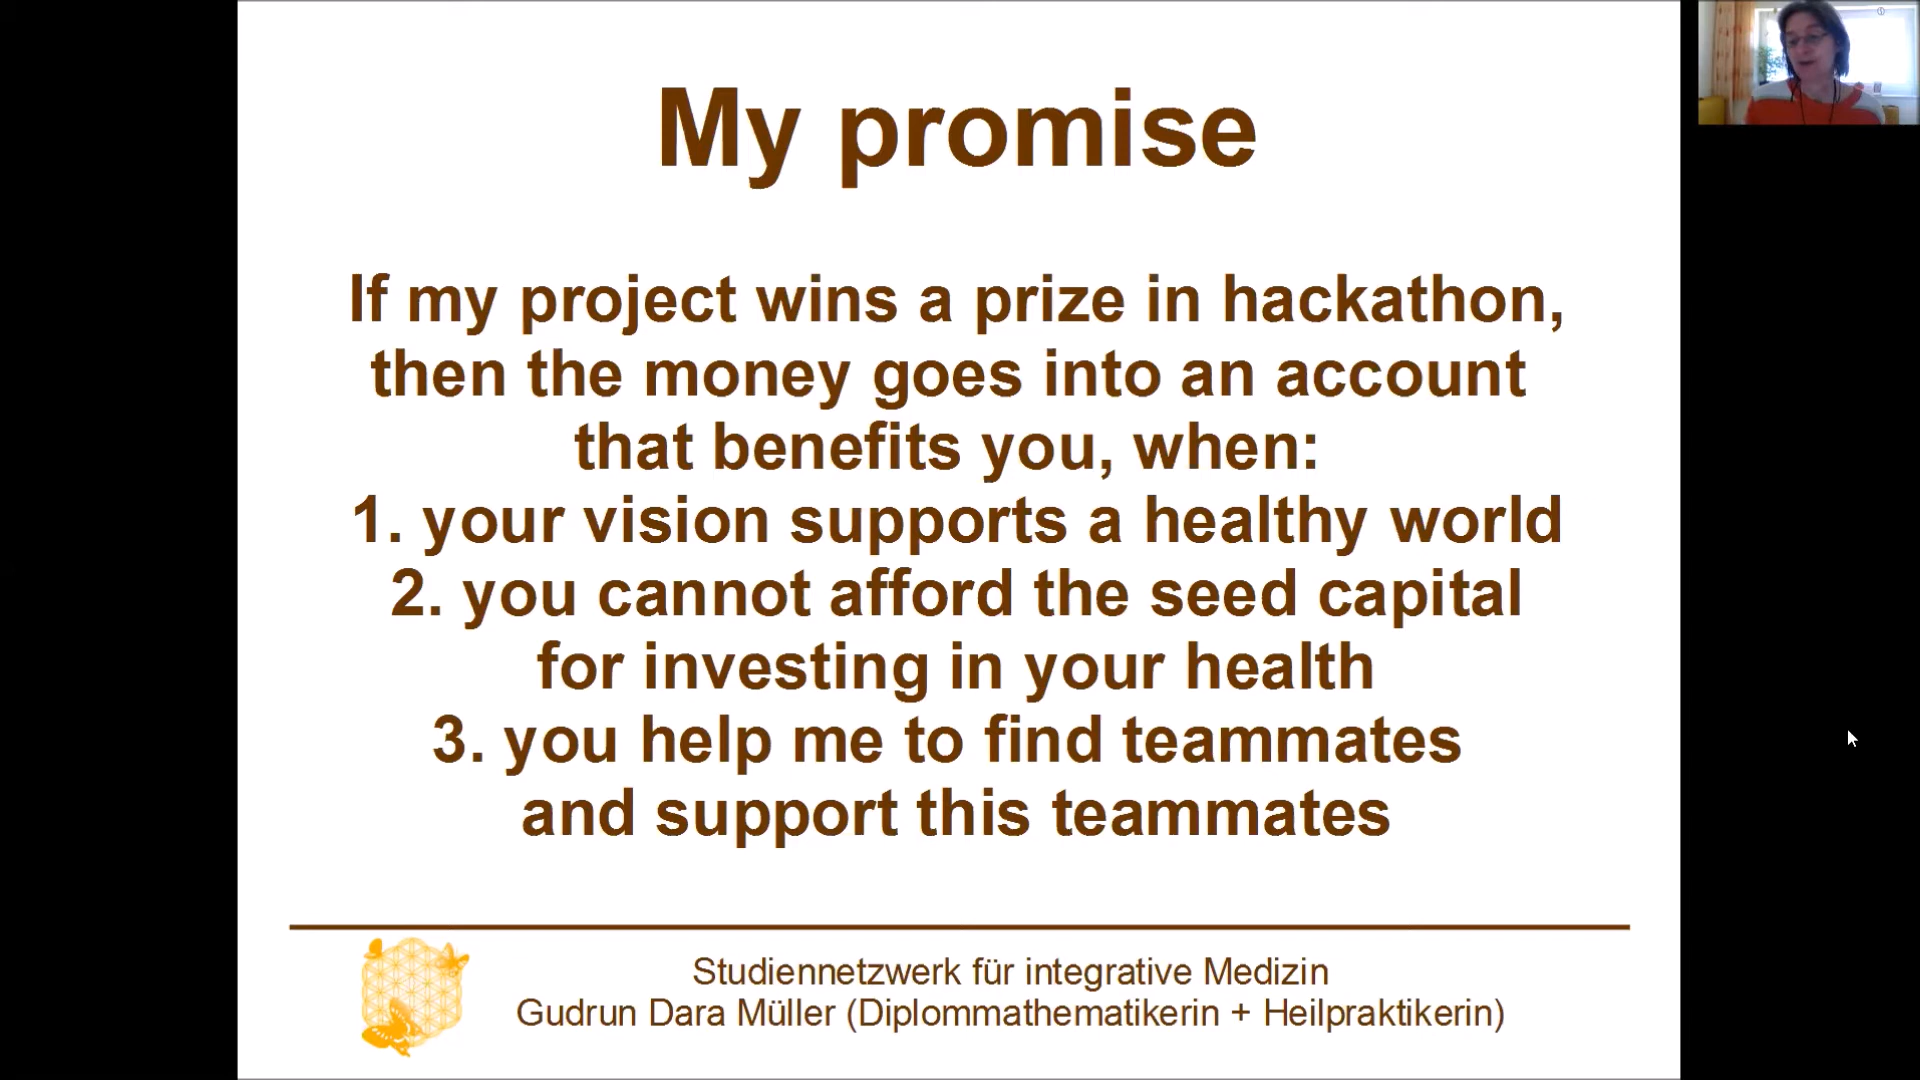 My promise
If my project wins a prize in hackathon,
then the money goes into an account
that benefits you, when:
1. your vision supports a healthy world
2. you cannot afford the seed capital
for investing in your health
3. you help me to find teammates
and support this teammates
Studiennetzwerk für integrative Medizin
Gudrun Dara Müller (Diplommathematikerin + Heilpraktikerin)